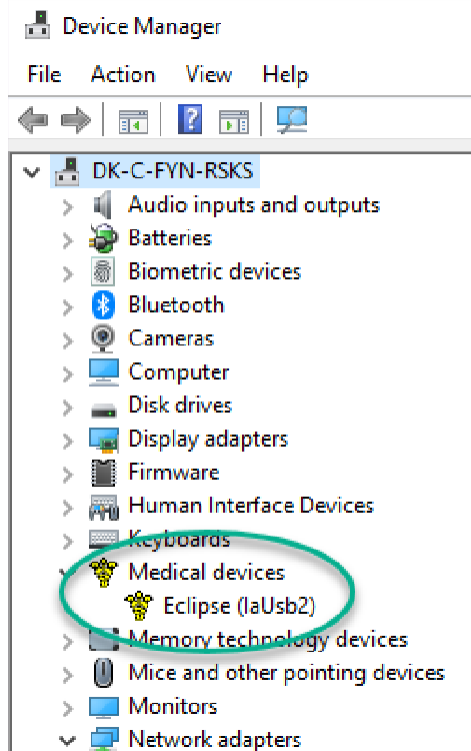 Device Manager
File Action View Help
DK-C-FYN-RSKS
Audio inputs and outputs
Batteries
Biometric devices
Bluetooth
Cameras
Computer
Disk drives
Display adapters
Firmware
Human Interface Devices
Keyboards
Medical devices
Eclipse (IaUsb2)
Memory technology devices
Mice and other pointing devices
Monitors
Network adapters